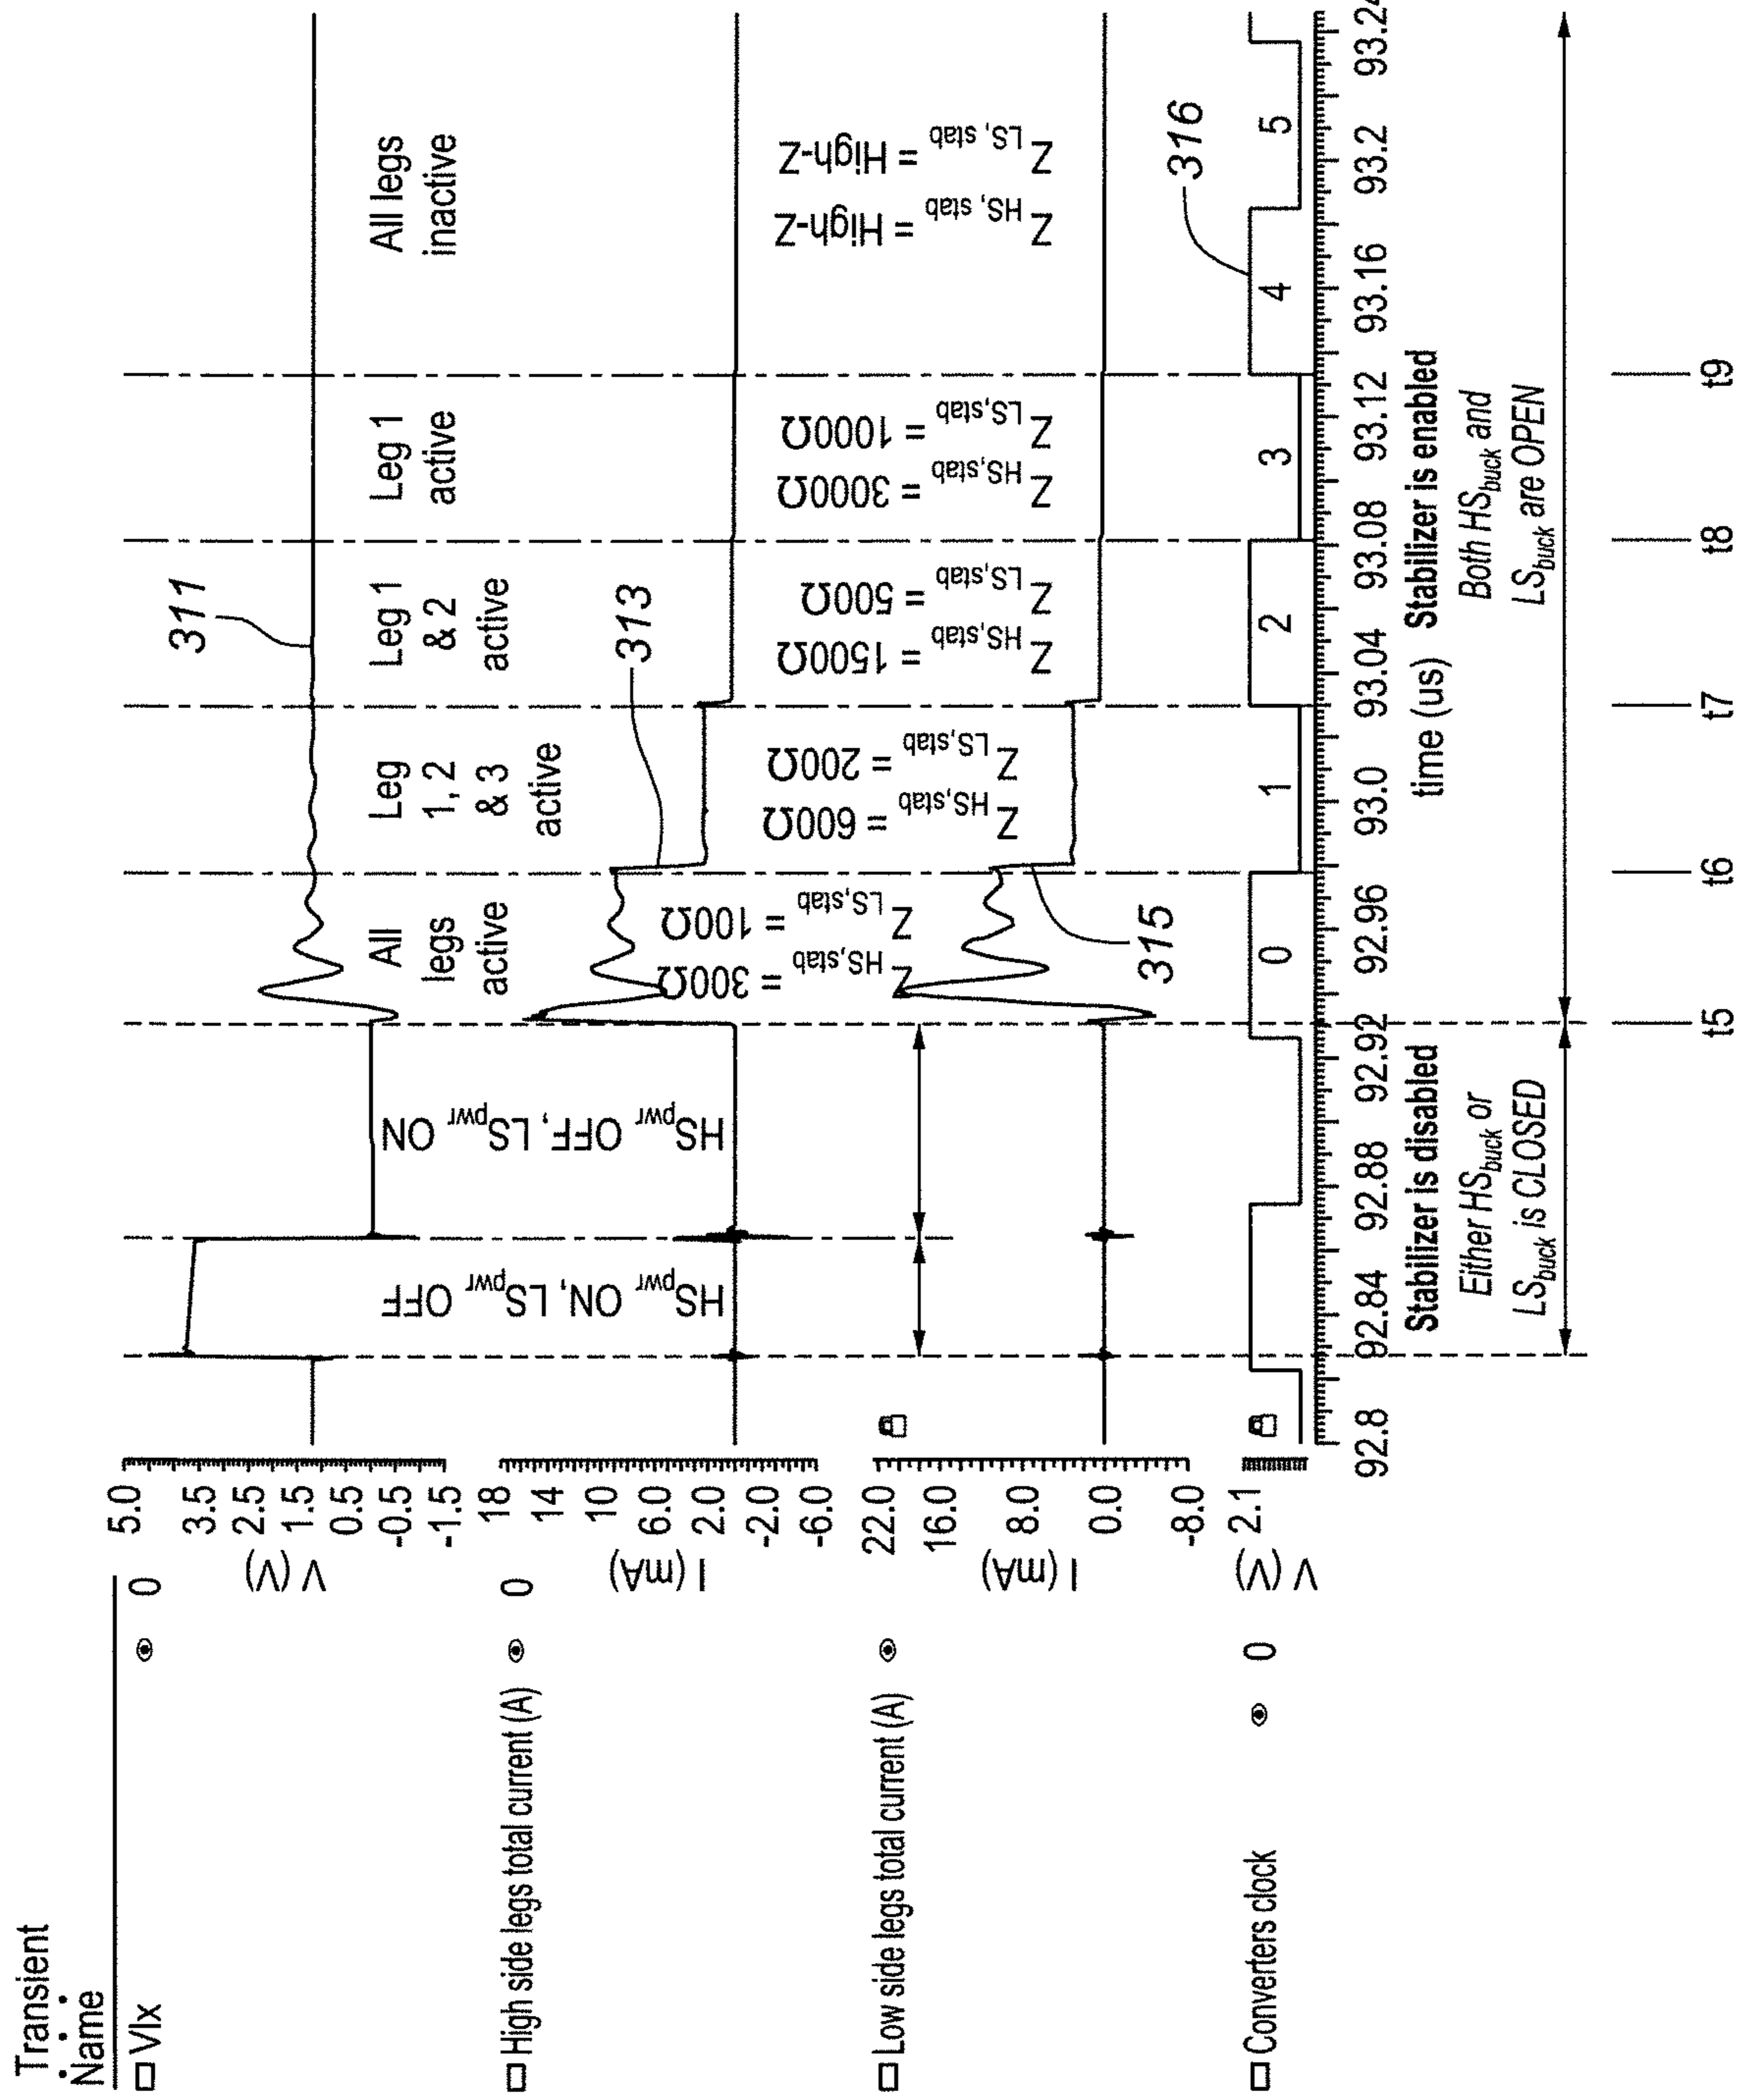 Transient
Name
Vlx
0
5.0
3.5
2.5
1.5
0.5
-0.5
-1.5
V (V)
311
All
legs
active
Leg
1, 2
& 3
active
Leg 1
& 2
active
Leg 1
active
All legs
inactive
High side legs total current (A)
0
18
14
10
6.0
2.0
-2.0
-6.0
I (mA)
313
HSpwr ON, LSpwr OFF
HSpwr OFF, LSpwr ON
ZHS,stab = 300Ω
ZLS,stab = 100Ω
ZHS,stab = 600Ω
ZLS,stab = 200Ω
ZHS,stab = 1500Ω
ZLS,stab = 500Ω
ZHS,stab = 3000Ω
ZLS,stab = 1000Ω
ZHS, stab = High-Z
ZLS, stab = High-Z
Low side legs total current (A)
22.0
16.0
8.0
0.0
-8.0
I (mA)
315
316
Converters clock
0
2.1
V (V)
0
1
2
3
4
5
92.8
92.84
92.88
92.92
92.96
93.0
93.04
93.08
93.12
93.16
93.2
93.24
time (us)
Stabilizer is disabled
Either HSbuck or
LSbuck is CLOSED
Stabilizer is enabled
Both HSbuck and
LSbuck are OPEN
t5
t6
t7
t8
t9